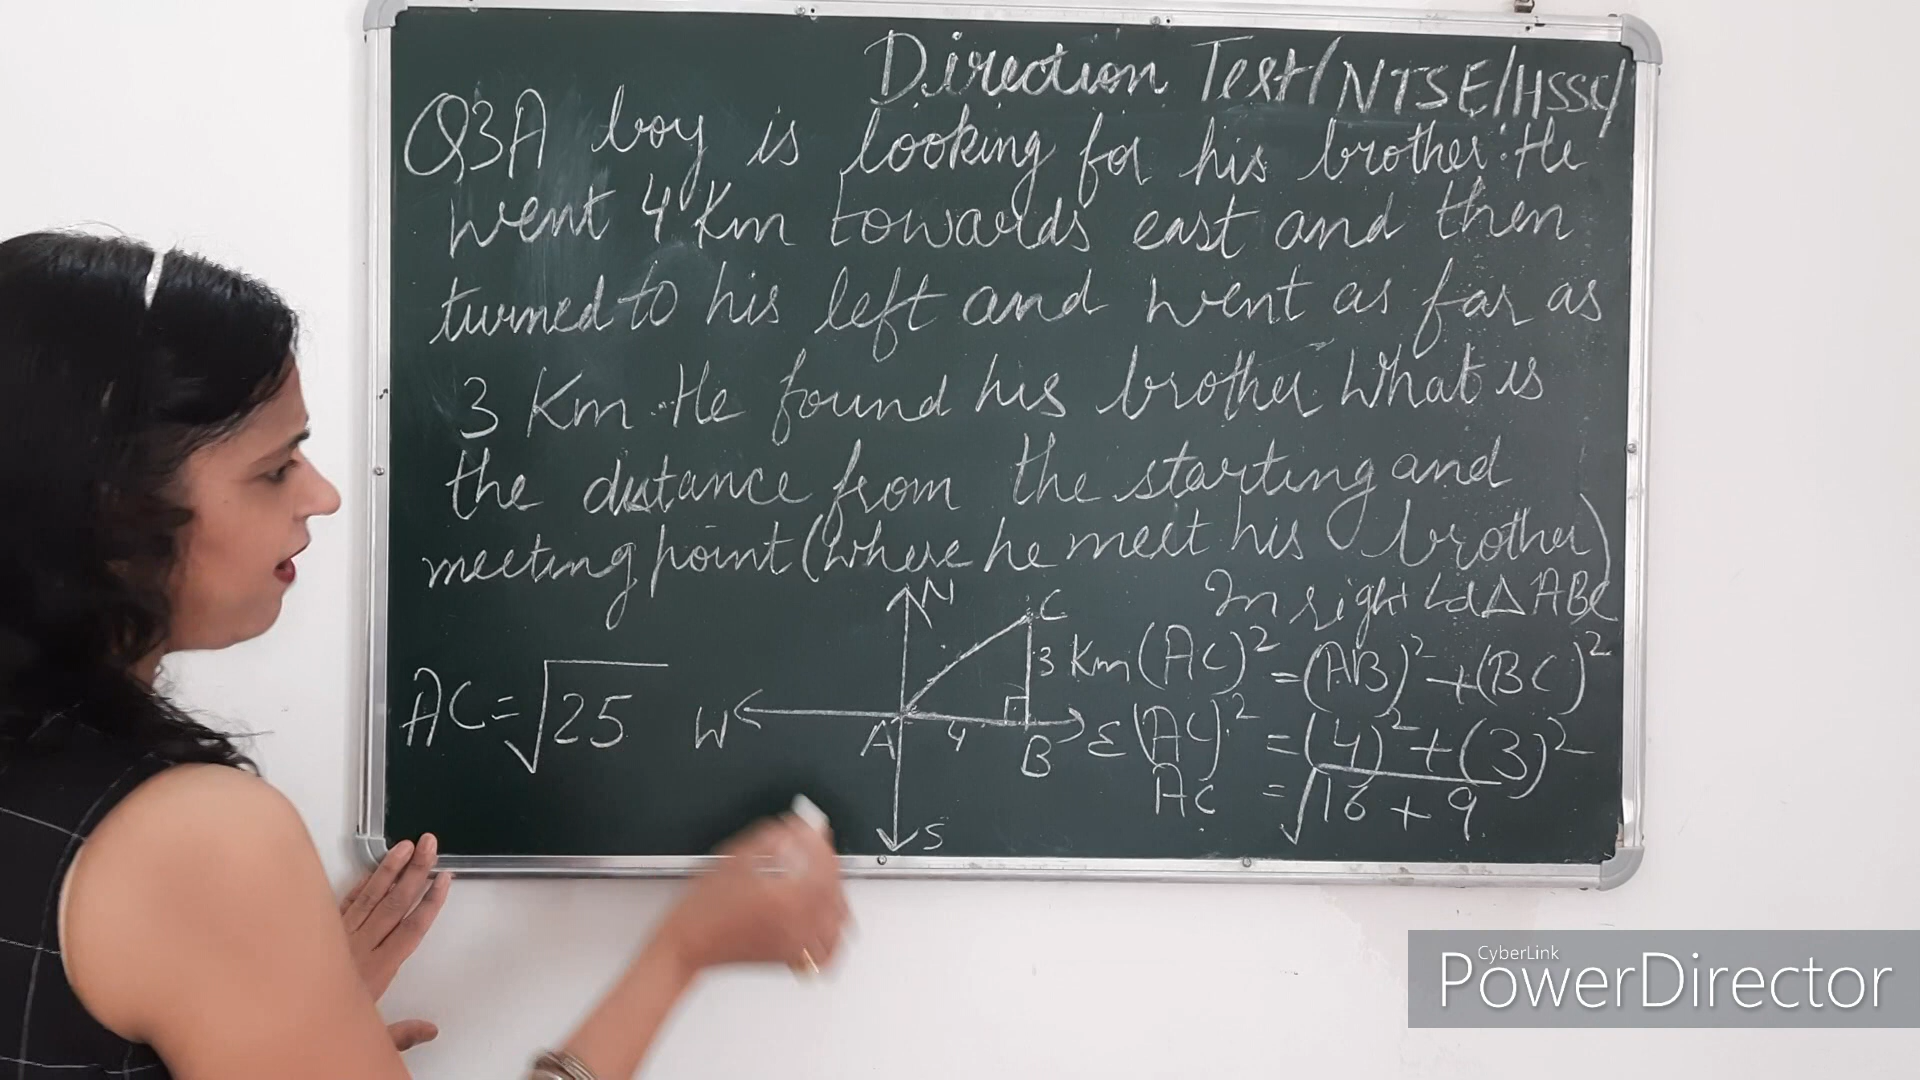 Direction Test/NTSE/HSSC/
Q3 A boy is looking for his brother. He
went 4 Km towards east and then
turned to his left and went as far as
3 Km. He found his brother. What is
the distance from the starting and
meeting point (where he meet his brother)
In right ∠d △ ABC
N
C
3 Km
(AC)² = (AB)² + (BC)²
AC = √25
W
A
4
B
E
(AC)² = (4)² + (3)²
AC = √16 + 9
S
CyberLink
PowerDirector